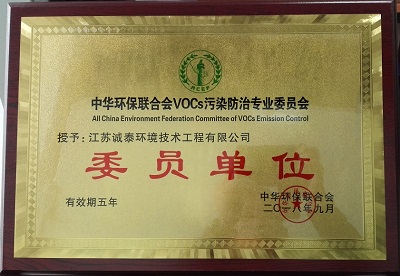 中华环保联合会VOCs污染防治专业委员会
All China Environment Federation Committee of VOCs Emission Control
授予：江苏诚泰环境技术工程有限公司
委员单位
有效期五年
中华环保联合会
二〇一八年九月